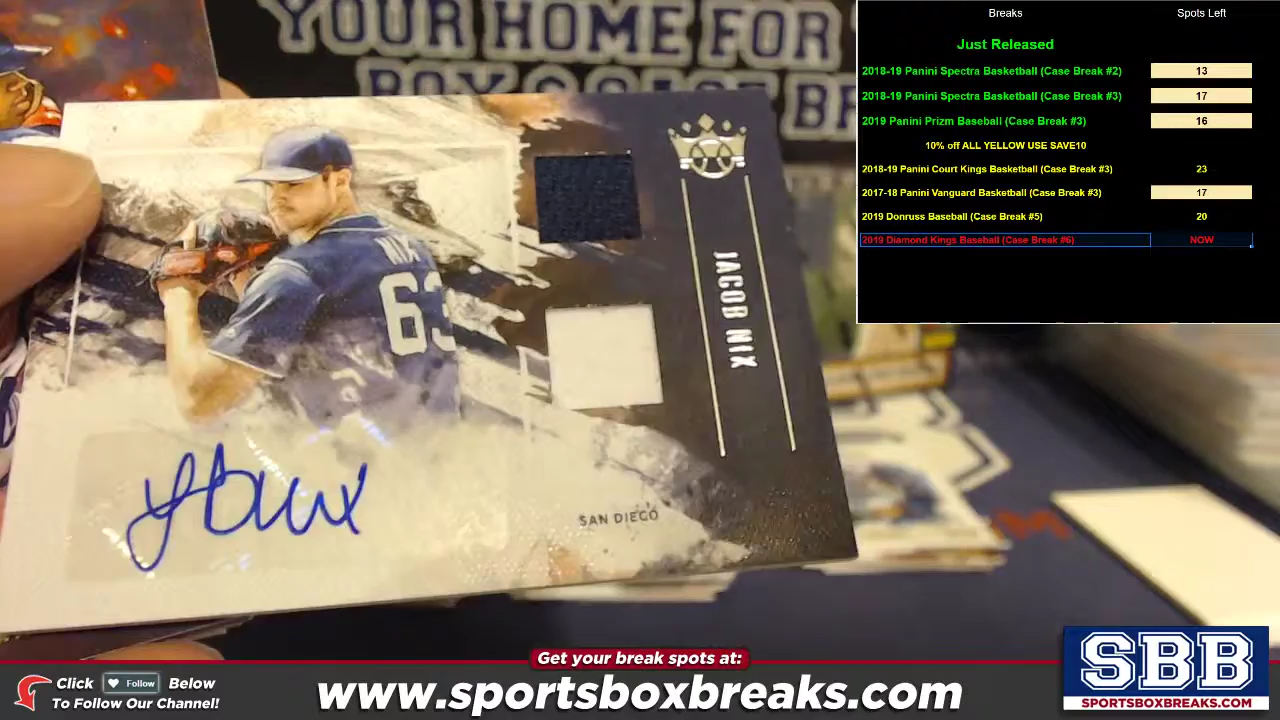 YOUR HOME FOR
BOX & CASE BR
NIX
63
JACOB NIX
SAN DIEGO
Breaks Spots Left
Just Released
2018-19 Panini Spectra Basketball (Case Break #2) 13
2018-19 Panini Spectra Basketball (Case Break #3) 17
2019 Panini Prizm Baseball (Case Break #3) 16
10% off ALL YELLOW USE SAVE10
2018-19 Panini Court Kings Basketball (Case Break #3) 23
2017-18 Panini Vanguard Basketball (Case Break #3) 17
2019 Donruss Baseball (Case Break #5) 20
2019 Diamond Kings Baseball (Case Break #6) NOW
Get your break spots at:
Click Follow Below
To Follow Our Channel!
www.sportsboxbreaks.com
SBB
SPORTSBOXBREAKS.COM